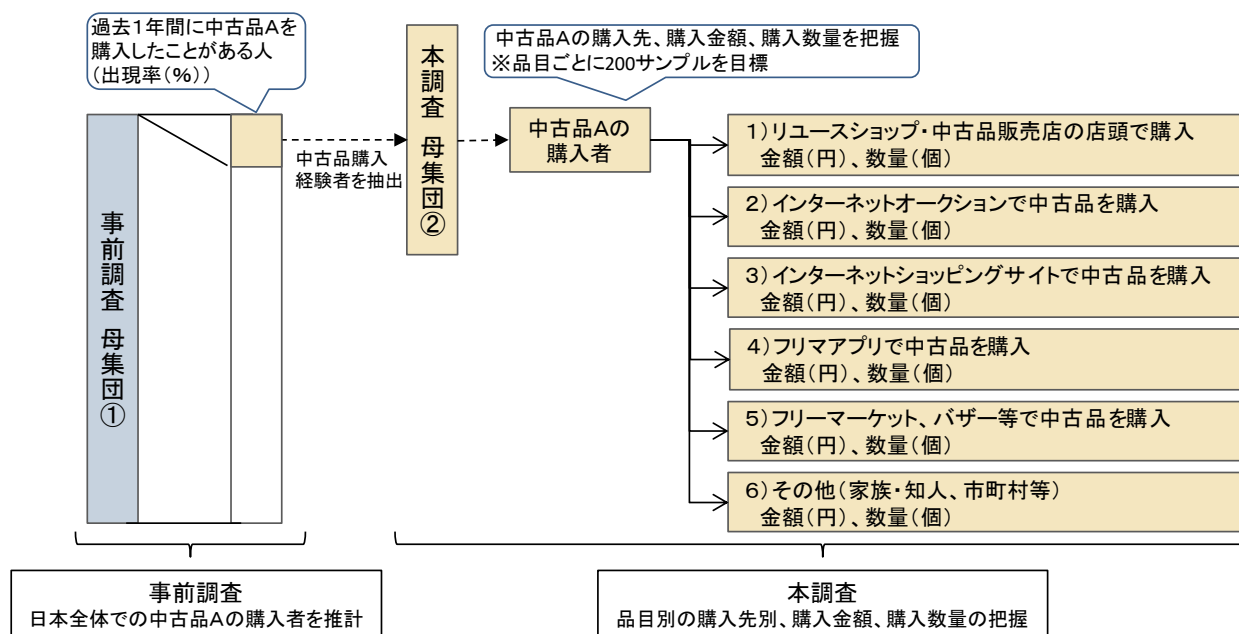 過去1年間に中古品Aを
購入したことがある人
（出現率（％））
中古品Aの購入先、購入金額、購入数量を把握
※品目ごとに200サンプルを目標
事前調査 母集団①
中古品購入
経験者を抽出
本調査 母集団②
中古品Aの
購入者
1）リユースショップ・中古品販売店の店頭で購入
金額（円）、数量（個）
2）インターネットオークションで中古品を購入
金額（円）、数量（個）
3）インターネットショッピングサイトで中古品を購入
金額（円）、数量（個）
4）フリマアプリで中古品を購入
金額（円）、数量（個）
5）フリーマーケット、バザー等で中古品を購入
金額（円）、数量（個）
6）その他（家族・知人、市町村等）
金額（円）、数量（個）
事前調査
日本全体での中古品Aの購入者を推計
本調査
品目別の購入先別、購入金額、購入数量の把握